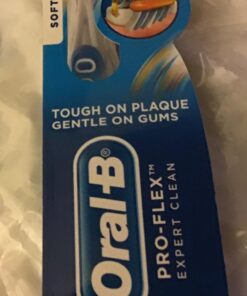 SOFT
TOUGH ON PLAQUE
GENTLE ON GUMS
Oral-B®
PRO-FLEX™
EXPERT CLEAN